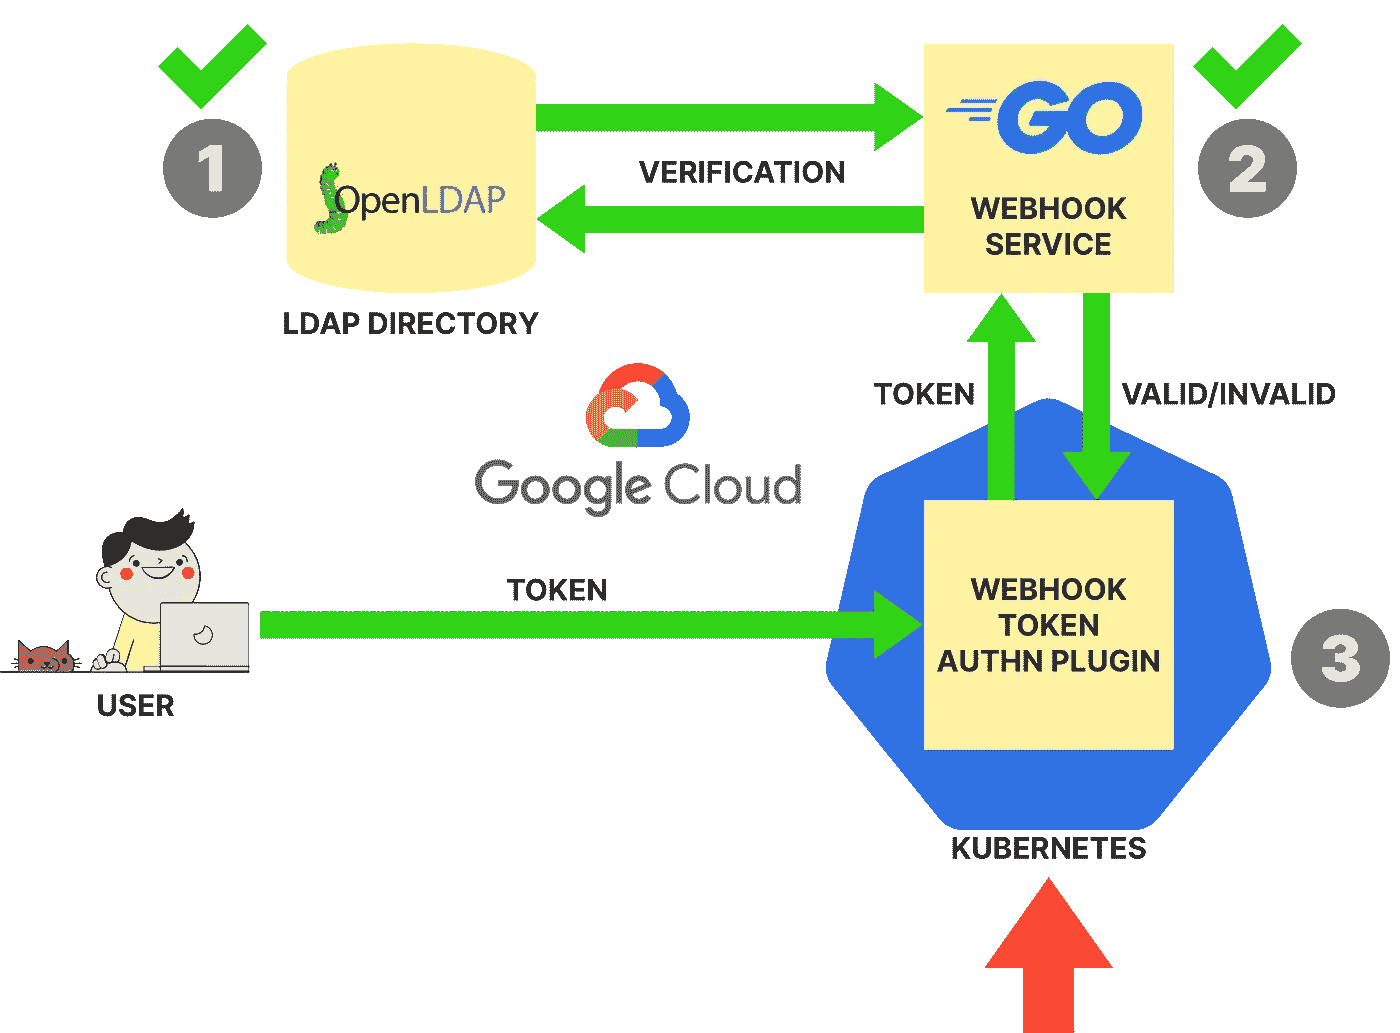 1
OpenLDAP
LDAP DIRECTORY
VERIFICATION
GO
WEBHOOK
SERVICE
2
TOKEN
VALID/INVALID
Google Cloud
USER
TOKEN
WEBHOOK
TOKEN
AUTHN PLUGIN
3
KUBERNETES